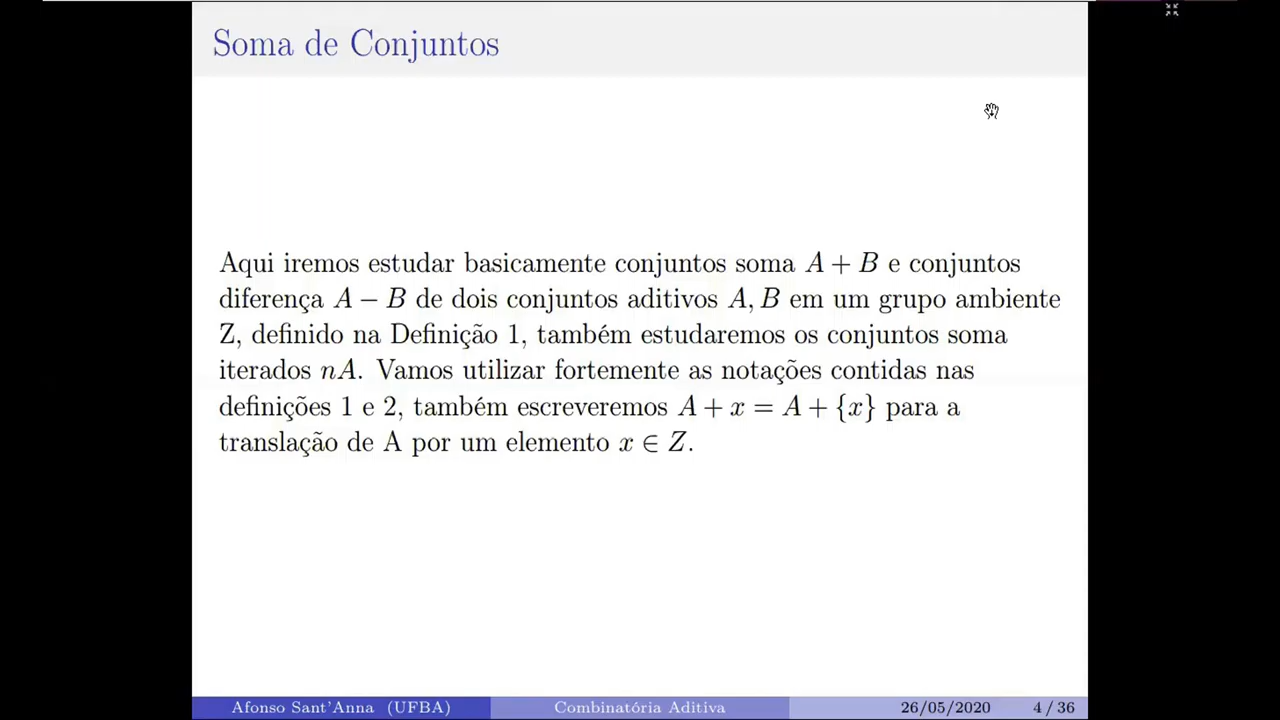 Soma de Conjuntos
Aqui iremos estudar basicamente conjuntos soma A + B e conjuntos
diferença A − B de dois conjuntos aditivos A, B em um grupo ambiente
Z, definido na Definição 1, também estudaremos os conjuntos soma
iterados nA. Vamos utilizar fortemente as notações contidas nas
definições 1 e 2, também escreveremos A + x = A + {x} para a
translação de A por um elemento x ∈ Z.
Afonso Sant'Anna (UFBA) Combinatória Aditiva 26/05/2020 4 / 36